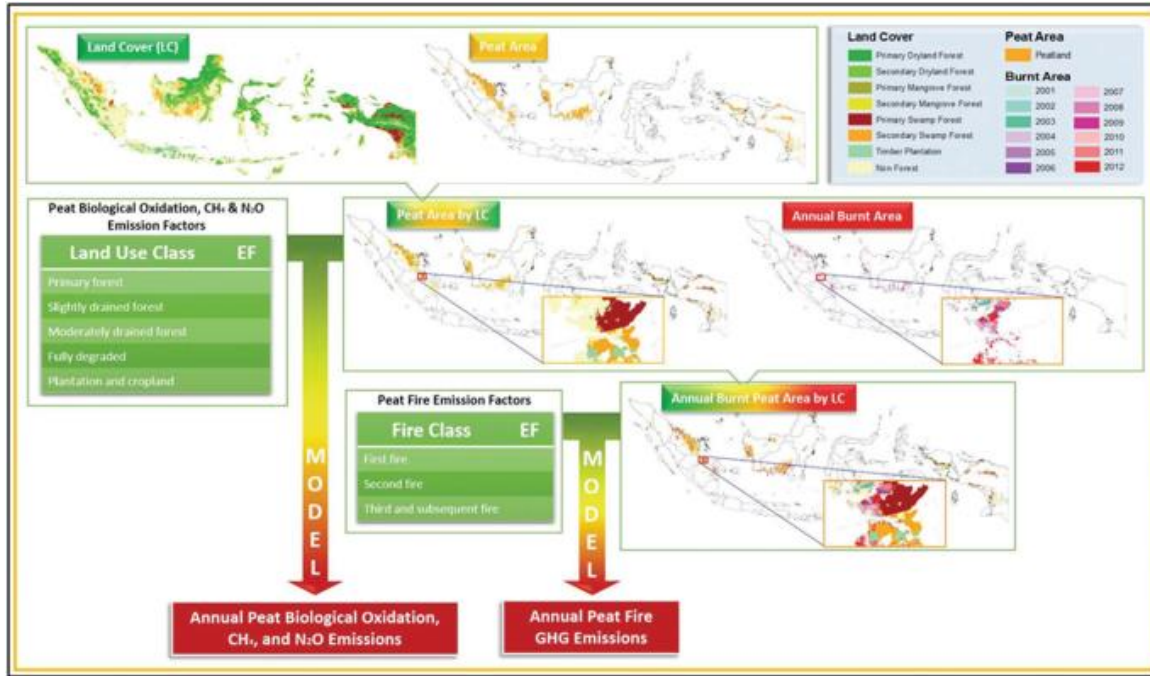 Land Cover (LC)
Peat Area
Land Cover
Primary Dryland Forest
Secondary Dryland Forest
Primary Mangrove Forest
Secondary Mangrove Forest
Primary Swamp Forest
Secondary Swamp Forest
Timber Plantation
Non Forest
Peat Area
Peatland
Burnt Area
2001
2002
2003
2004
2005
2006
2007
2008
2009
2010
2011
2012
Peat Biological Oxidation, CH₄ & N₂O
Emission Factors
Land Use Class EF
Primary forest
Slightly drained forest
Moderately drained forest
Fully degraded
Plantation and cropland
Peat Area by LC
Annual Burnt Area
Peat Fire Emission Factors
Fire Class EF
First fire
Second fire
Third and subsequent fire
Annual Burnt Peat Area by LC
MODEL
MODEL
Annual Peat Biological Oxidation,
CH₄, and N₂O Emissions
Annual Peat Fire
GHG Emissions